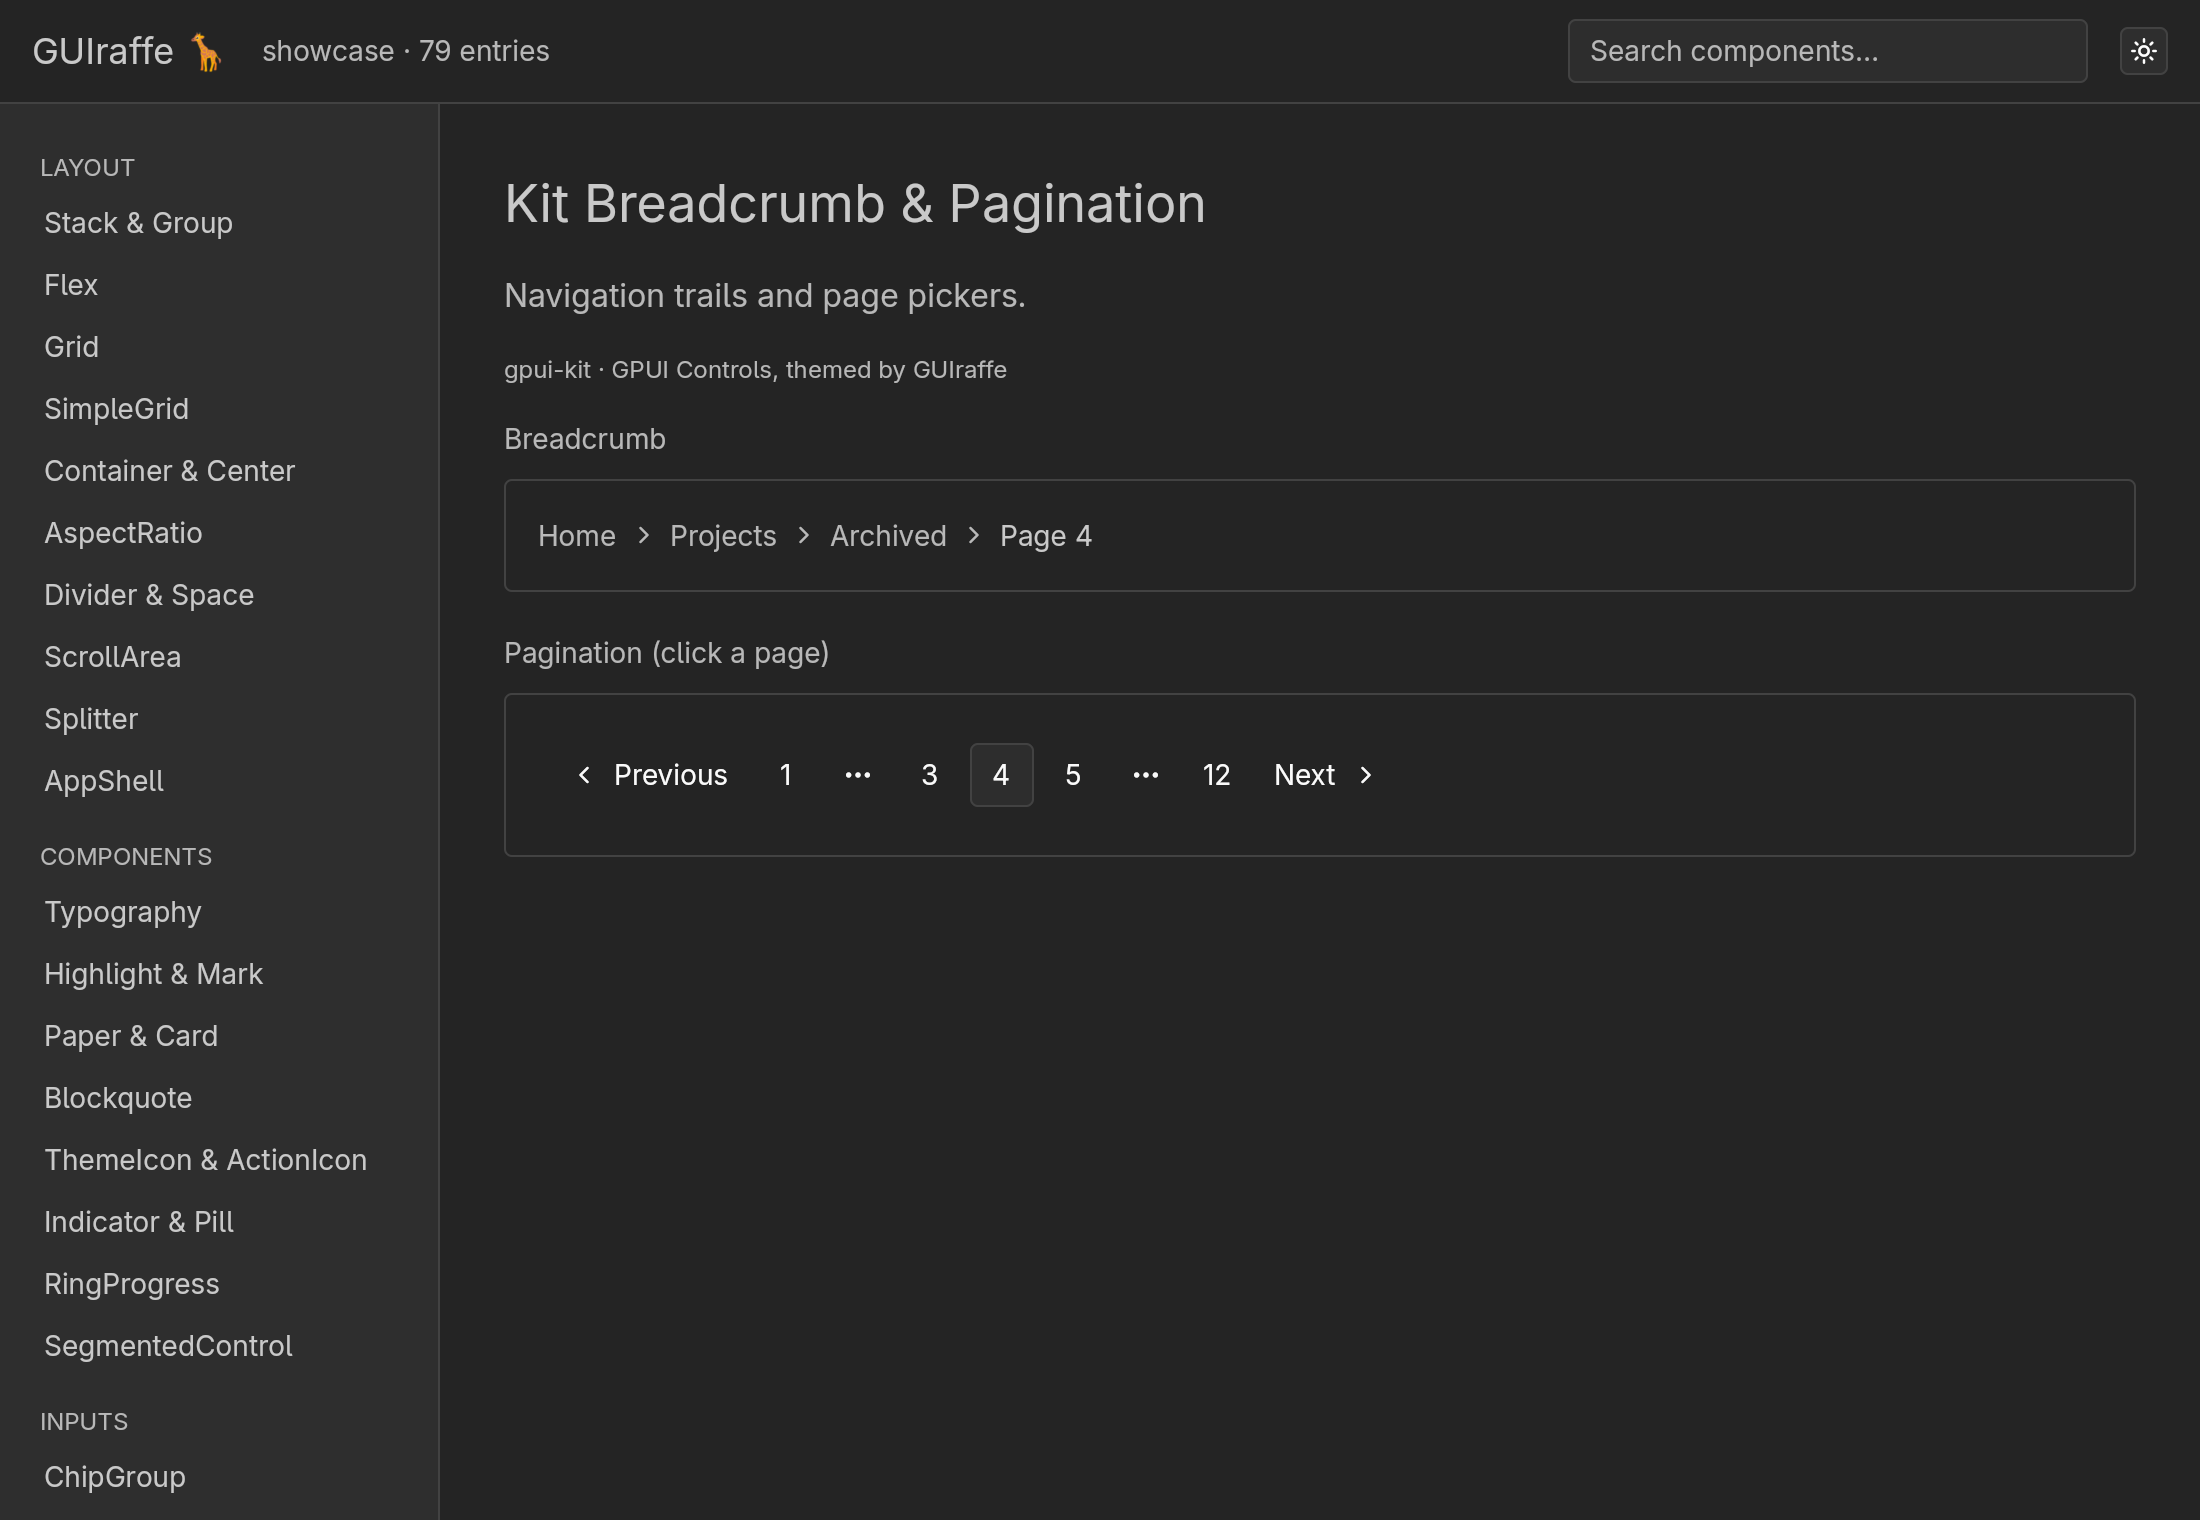 GUIraffe 🦒 showcase · 79 entries Search components...
LAYOUT
Stack & Group
Flex
Grid
SimpleGrid
Container & Center
AspectRatio
Divider & Space
ScrollArea
Splitter
AppShell
COMPONENTS
Typography
Highlight & Mark
Paper & Card
Blockquote
ThemeIcon & ActionIcon
Indicator & Pill
RingProgress
SegmentedControl
INPUTS
ChipGroup
Kit Breadcrumb & Pagination
Navigation trails and page pickers.
gpui-kit · GPUI Controls, themed by GUIraffe
Breadcrumb
Home > Projects > Archived > Page 4
Pagination (click a page)
< Previous 1 ••• 3 4 5 ••• 12 Next >